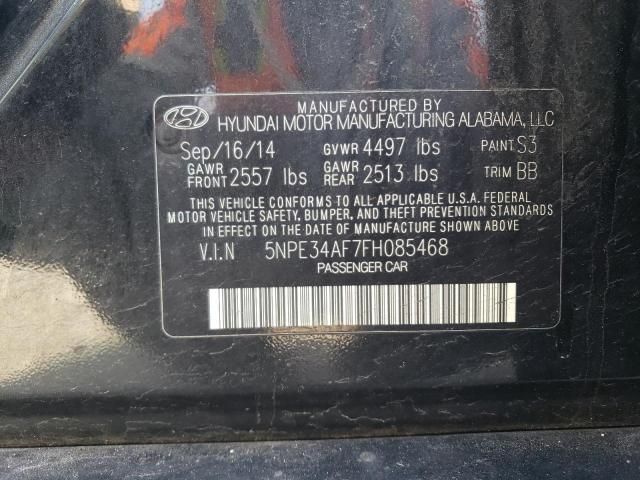 MANUFACTURED BY
HYUNDAI MOTOR MANUFACTURING ALABAMA, LLC
Sep/16/14 GVWR 4497 lbs PAINT S3
GAWR FRONT 2557 lbs GAWR REAR 2513 lbs TRIM BB
THIS VEHICLE CONFORMS TO ALL APPLICABLE U.S.A. FEDERAL
MOTOR VEHICLE SAFETY, BUMPER, AND THEFT PREVENTION STANDARDS
IN EFFECT ON THE DATE OF MANUFACTURE SHOWN ABOVE.
V.I.N 5NPE34AF7FH085468
PASSENGER CAR